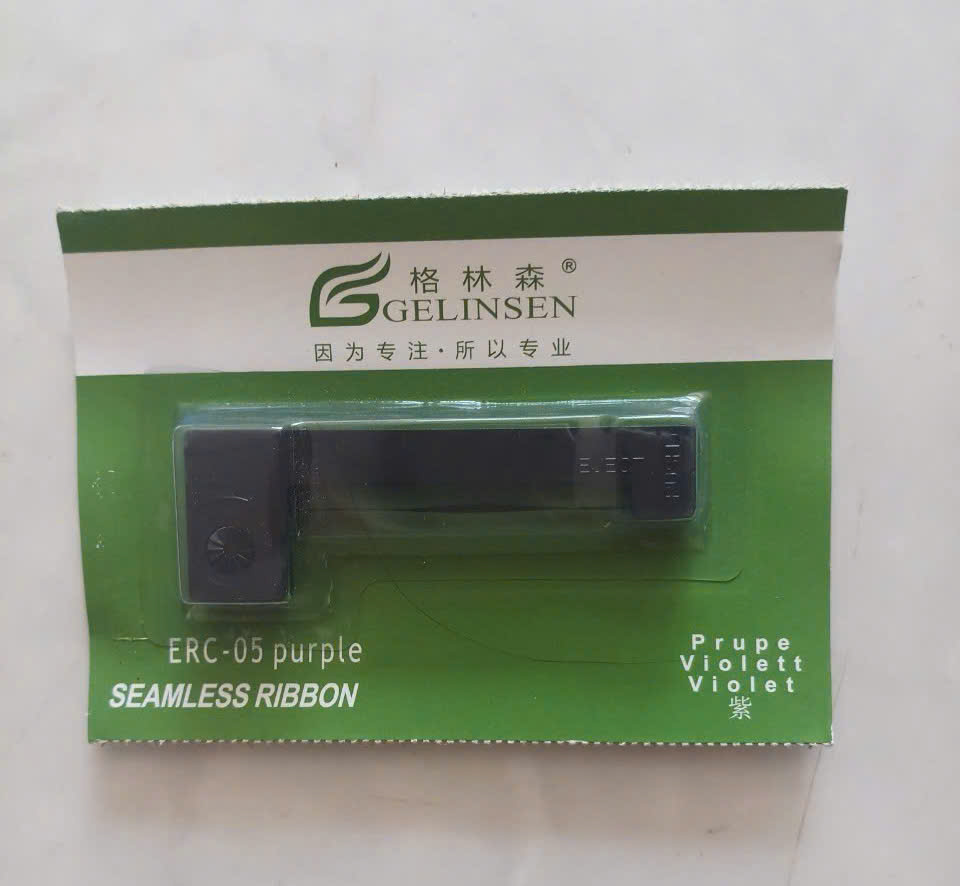 格林森®
GELINSEN
因为专注·所以专业
EJECT
ERC-05 purple
SEAMLESS RIBBON
Prupe
Violett
Violet
紫